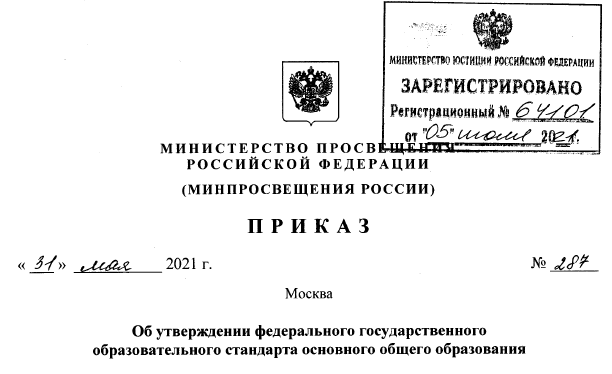 МИНИСТЕРСТВО ЮСТИЦИИ РОССИЙСКОЙ ФЕДЕРАЦИИ
ЗАРЕГИСТРИРОВАНО
Регистрационный № 64101
от "05" июля 2021.
МИНИСТЕРСТВО ПРОСВЕЩЕНИЯ
РОССИЙСКОЙ ФЕДЕРАЦИИ
(МИНПРОСВЕЩЕНИЯ РОССИИ)
ПРИКАЗ
« 31 » мая 2021 г. № 287
Москва
Об утверждении федерального государственного
образовательного стандарта основного общего образования